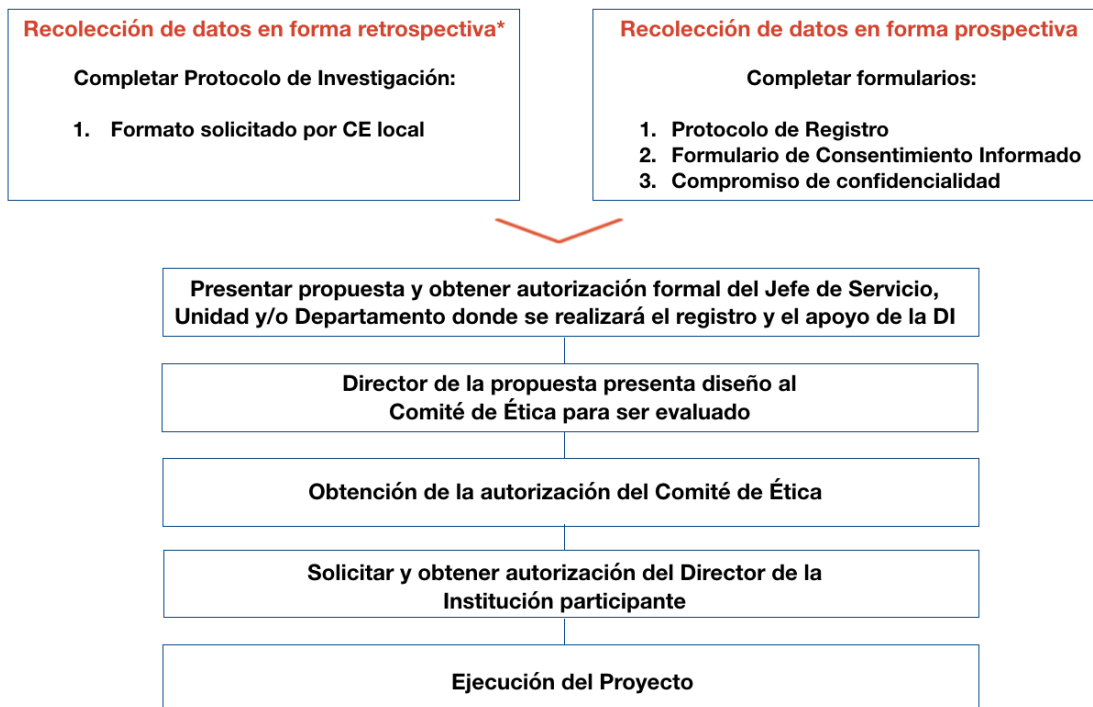 Recolección de datos en forma retrospectiva*
Completar Protocolo de Investigación:
1. Formato solicitado por CE local
Recolección de datos en forma prospectiva
Completar formularios:
1. Protocolo de Registro
2. Formulario de Consentimiento Informado
3. Compromiso de confidencialidad
Presentar propuesta y obtener autorización formal del Jefe de Servicio,
Unidad y/o Departamento donde se realizará el registro y el apoyo de la DI
Director de la propuesta presenta diseño al
Comité de Ética para ser evaluado
Obtención de la autorización del Comité de Ética
Solicitar y obtener autorización del Director de la
Institución participante
Ejecución del Proyecto